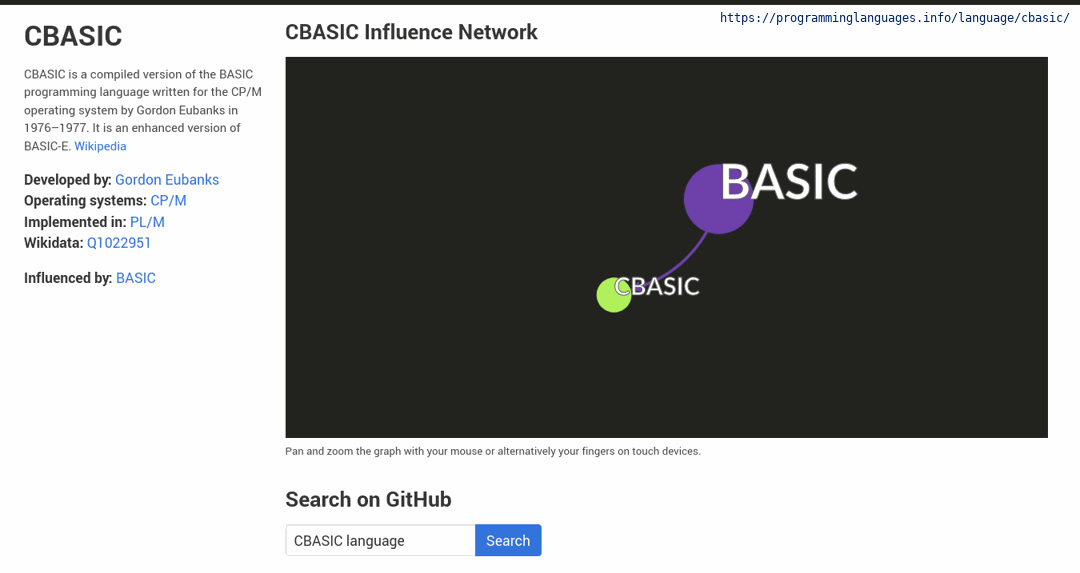 https://programminglanguages.info/language/cbasic/
CBASIC
CBASIC is a compiled version of the BASIC
programming language written for the CP/M
operating system by Gordon Eubanks in
1976–1977. It is an enhanced version of
BASIC-E. Wikipedia
Developed by: Gordon Eubanks
Operating systems: CP/M
Implemented in: PL/M
Wikidata: Q1022951
Influenced by: BASIC
CBASIC Influence Network
BASIC
CBASIC
Pan and zoom the graph with your mouse or alternatively your fingers on touch devices.
Search on GitHub
CBASIC language
Search